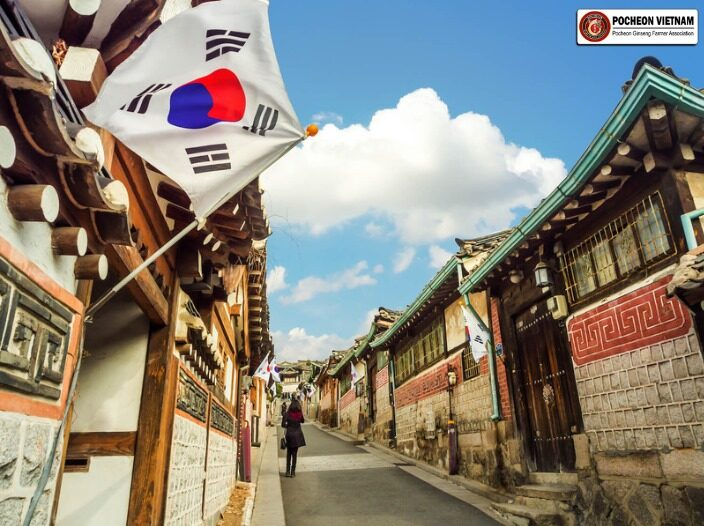 POCHEON VIETNAM
Pocheon Ginseng Farmer Association